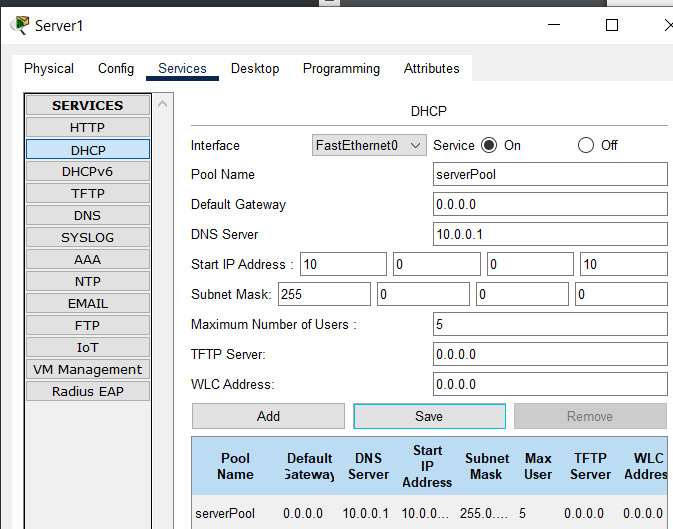 Server1
Physical Config Services Desktop Programming Attributes
SERVICES
HTTP
DHCP
DHCPv6
TFTP
DNS
SYSLOG
AAA
NTP
EMAIL
FTP
IoT
VM Management
Radius EAP
DHCP
Interface FastEthernet0 Service On Off
Pool Name serverPool
Default Gateway 0.0.0.0
DNS Server 10.0.0.1
Start IP Address : 10 0 0 10
Subnet Mask: 255 0 0 0
Maximum Number of Users : 5
TFTP Server: 0.0.0.0
WLC Address: 0.0.0.0
Add Save Remove
Pool Name Default Gateway DNS Server Start IP Address Subnet Mask Max User TFTP Server WLC Addres
serverPool 0.0.0.0 10.0.0.1 10.0.0... 255.0.... 5 0.0.0.0 0.0.0.0